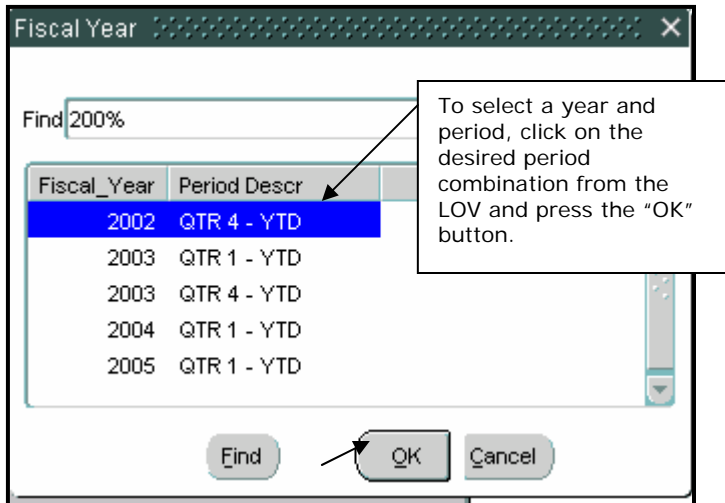 Fiscal Year
Find 200%
To select a year and
period, click on the
desired period
combination from the
LOV and press the “OK”
button.
Fiscal_Year Period Descr
2002 QTR 4 - YTD
2003 QTR 1 - YTD
2003 QTR 4 - YTD
2004 QTR 1 - YTD
2005 QTR 1 - YTD
Find OK Cancel